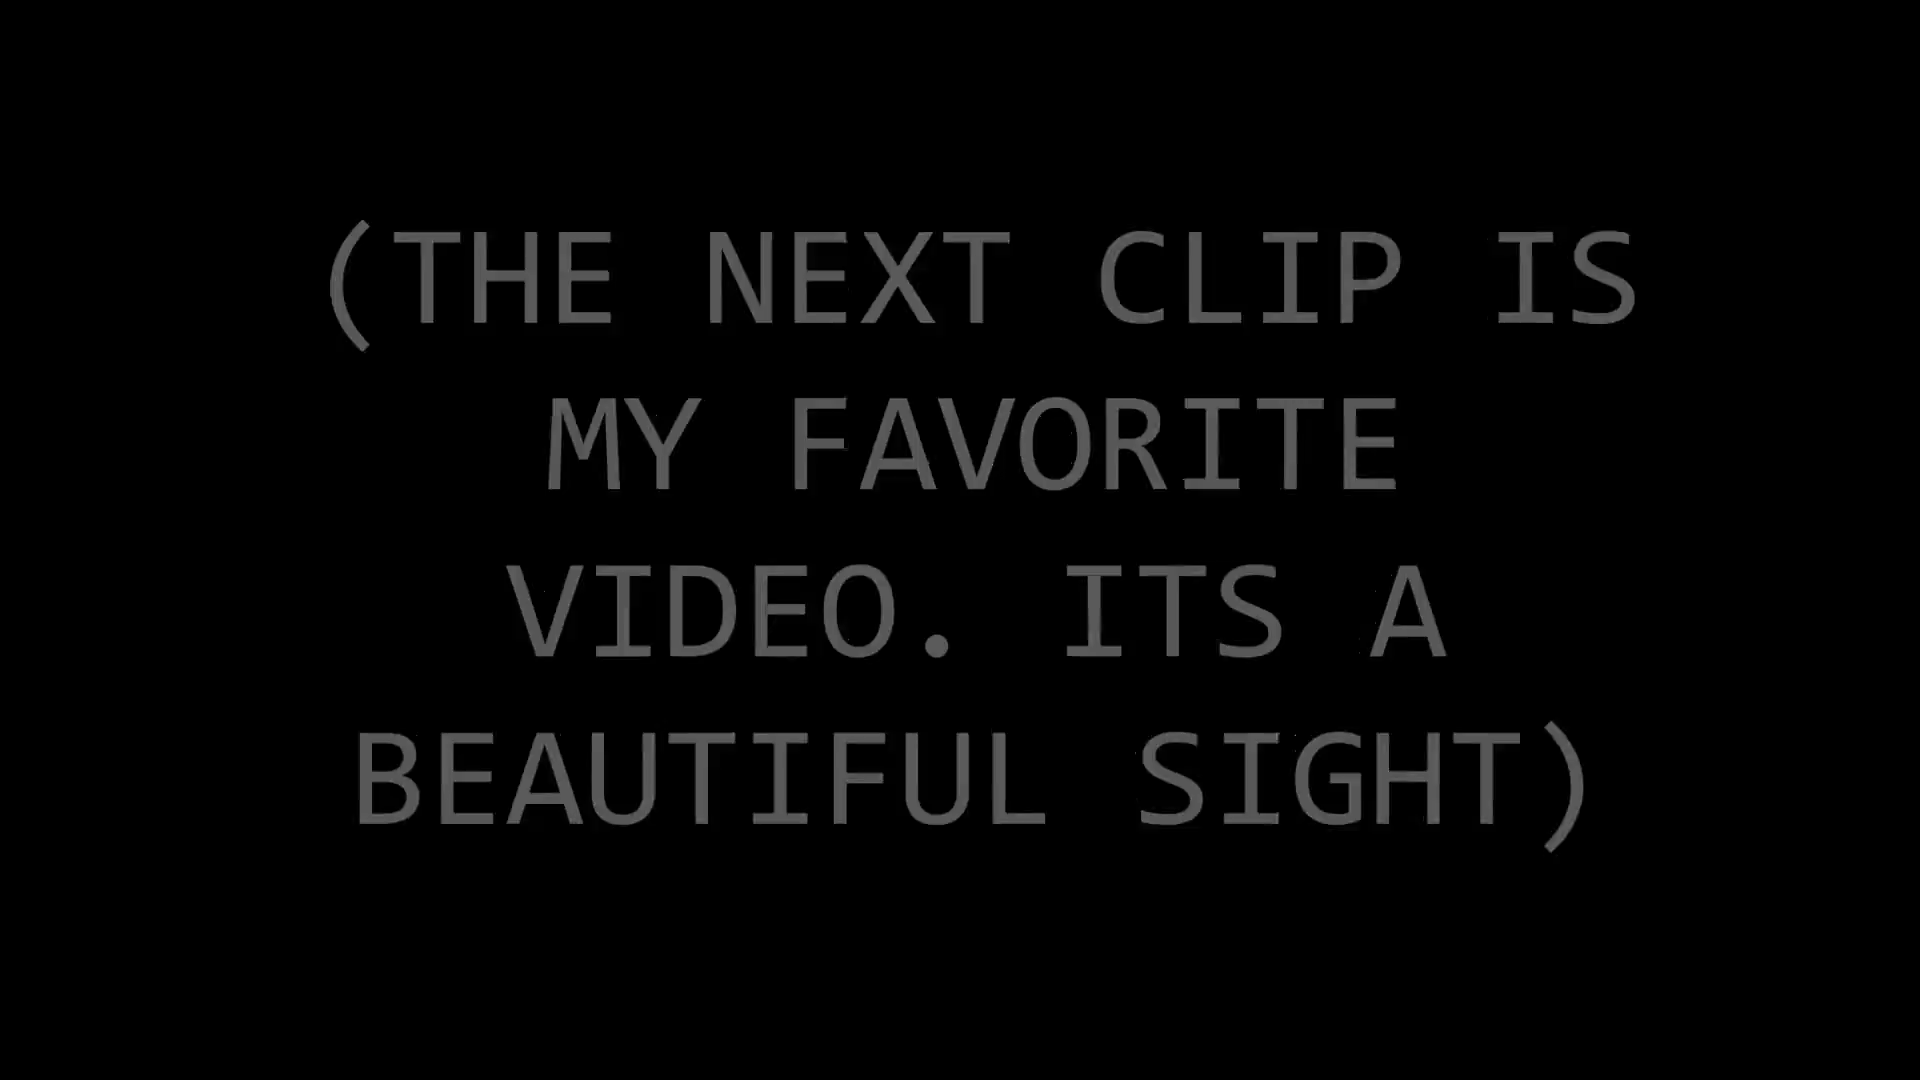 (THE NEXT CLIP IS
MY FAVORITE
VIDEO. ITS A
BEAUTIFUL SIGHT)